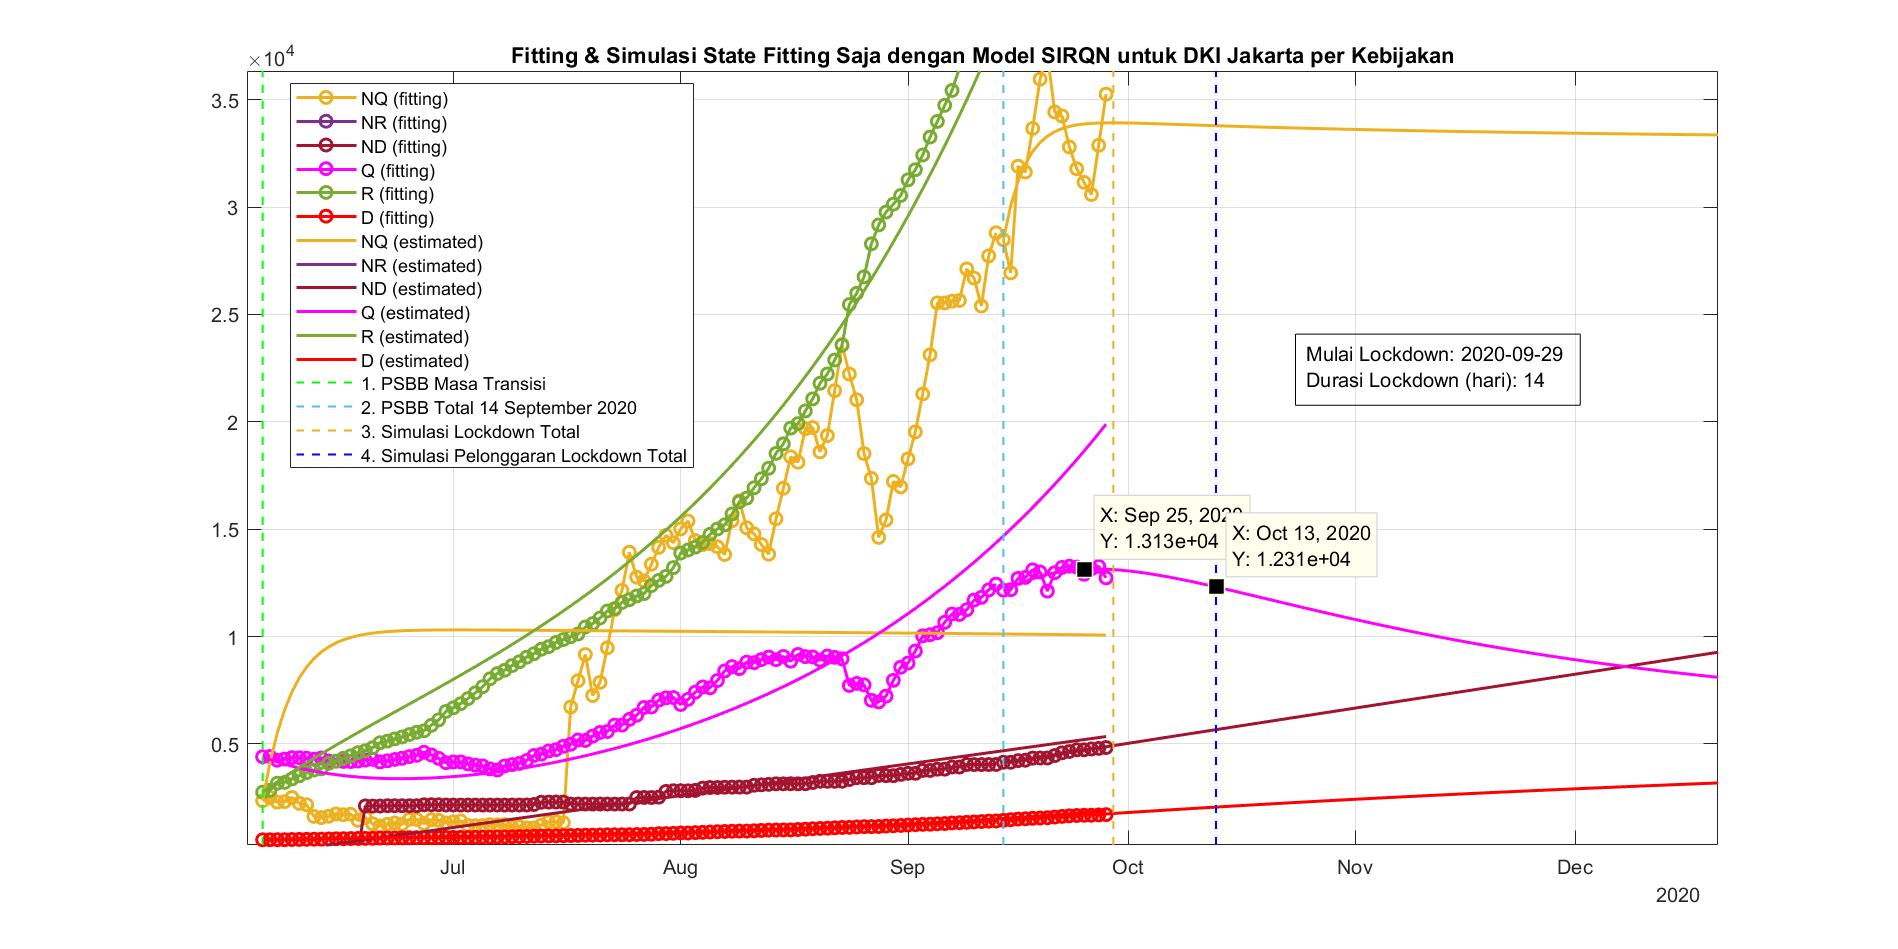 Fitting & Simulasi State Fitting Saja dengan Model SIRQN untuk DKI Jakarta per Kebijakan
×10⁴
3.5
3
2.5
2
1.5
1
0.5
NQ (fitting)
NR (fitting)
ND (fitting)
Q (fitting)
R (fitting)
D (fitting)
NQ (estimated)
NR (estimated)
ND (estimated)
Q (estimated)
R (estimated)
D (estimated)
1. PSBB Masa Transisi
2. PSBB Total 14 September 2020
3. Simulasi Lockdown Total
4. Simulasi Pelonggaran Lockdown Total
Mulai Lockdown: 2020-09-29
Durasi Lockdown (hari): 14
X: Sep 25, 2020
Y: 1.313e+04
X: Oct 13, 2020
Y: 1.231e+04
Jul Aug Sep Oct Nov Dec
2020